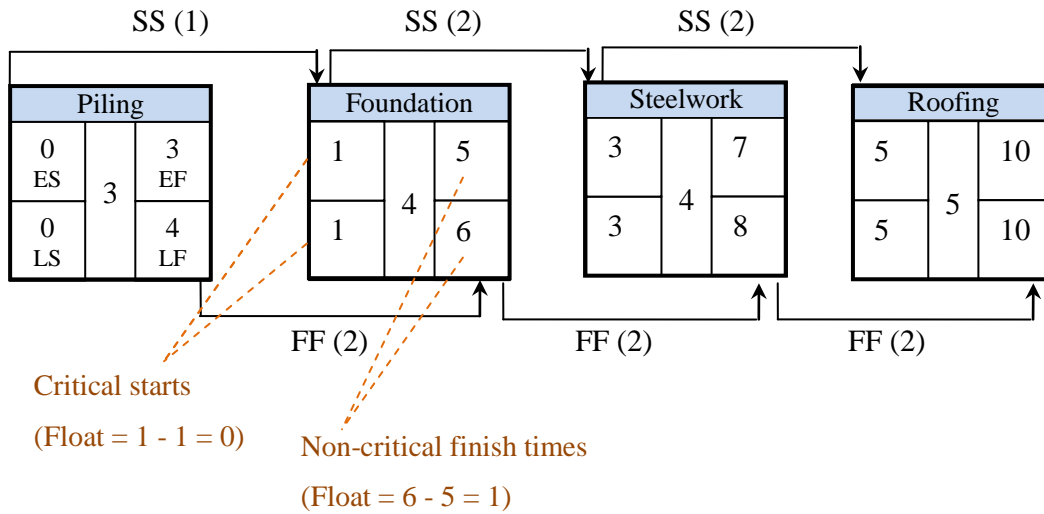 SS (1)
SS (2)
SS (2)
Piling
0
ES
3
3
EF
0
LS
4
LF
Foundation
1
4
5
1
6
Steelwork
3
4
7
3
8
Roofing
5
5
10
5
10
FF (2)
FF (2)
FF (2)
Critical starts
(Float = 1 - 1 = 0)
Non-critical finish times
(Float = 6 - 5 = 1)